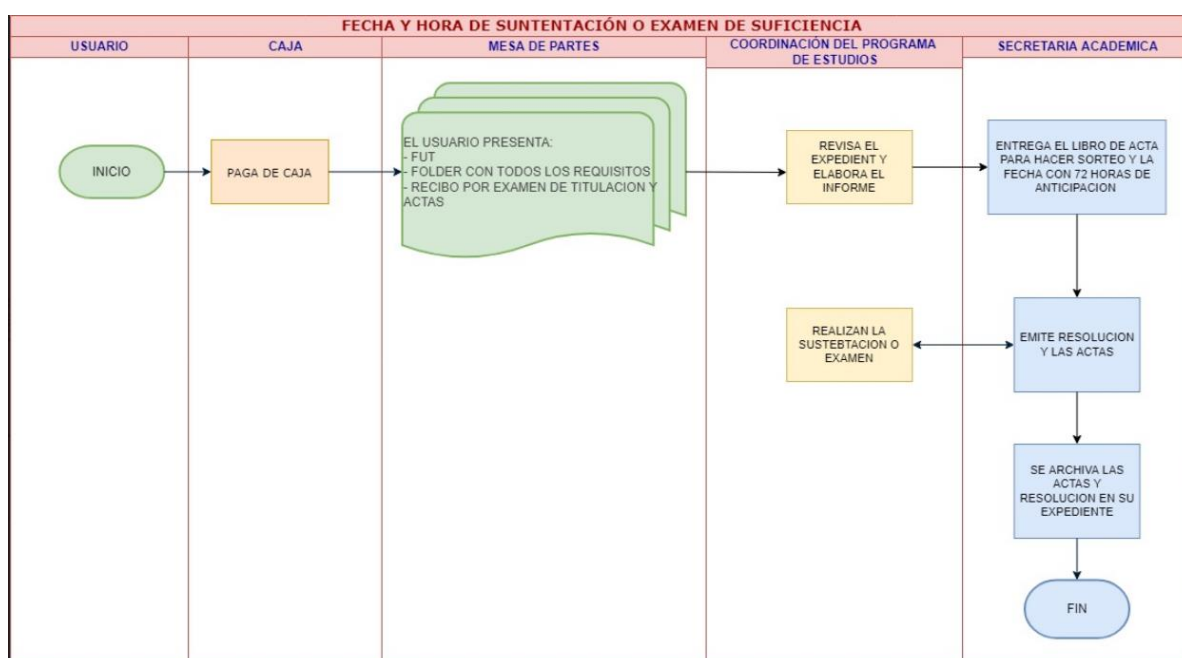 FECHA Y HORA DE SUNTENTACIÓN O EXAMEN DE SUFICIENCIA
USUARIO
CAJA
MESA DE PARTES
COORDINACIÓN DEL PROGRAMA
DE ESTUDIOS
SECRETARIA ACADEMICA
INICIO
PAGA DE CAJA
EL USUARIO PRESENTA:
- FUT
- FOLDER CON TODOS LOS REQUISITOS
- RECIBO POR EXAMEN DE TITULACION Y
ACTAS
REVISA EL
EXPEDIENT Y
ELABORA EL
INFORME
ENTREGA EL LIBRO DE ACTA
PARA HACER SORTEO Y LA
FECHA CON 72 HORAS DE
ANTICIPACION
REALIZAN LA
SUSTEBTACION O
EXAMEN
EMITE RESOLUCION
Y LAS ACTAS
SE ARCHIVA LAS
ACTAS Y
RESOLUCION EN SU
EXPEDIENTE
FIN